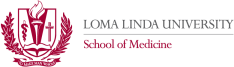 LOMA LINDA UNIVERSITY
School of Medicine